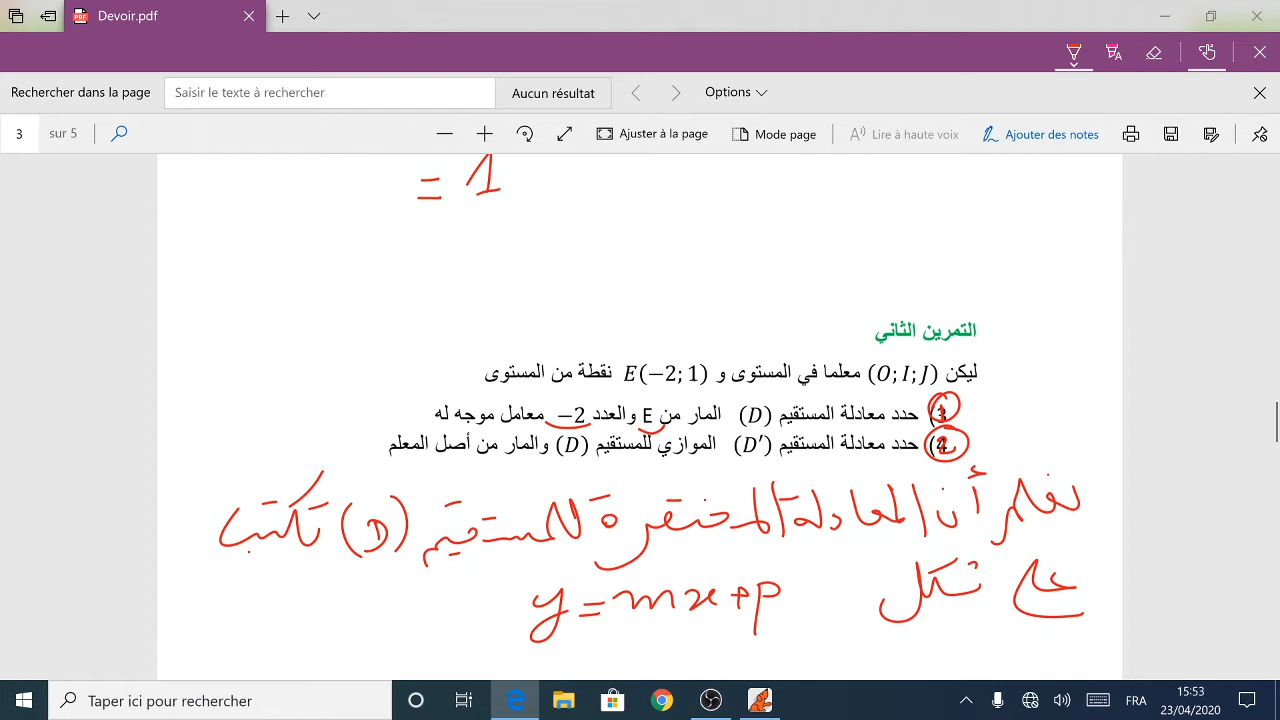 Devoir.pdf
Rechercher dans la page
Saisir le texte à rechercher
Aucun résultat
Options
3 sur 5
Ajuster à la page
Mode page
Lire à haute voix
Ajouter des notes
= 1
التمرين الثاني
ليكن (O; I; J) معلما في المستوى و E(−2; 1) نقطة من المستوى
1) حدد معادلة المستقيم (D) المار من E والعدد −2 معامل موجه له
2) حدد معادلة المستقيم (D′) الموازي للمستقيم (D) والمار من أصل المعلم
نعلم أن المعادلة المختصرة للمستقيم (D) تكتب
على شكل y = mx + p
Taper ici pour rechercher
FRA
15:53
23/04/2020